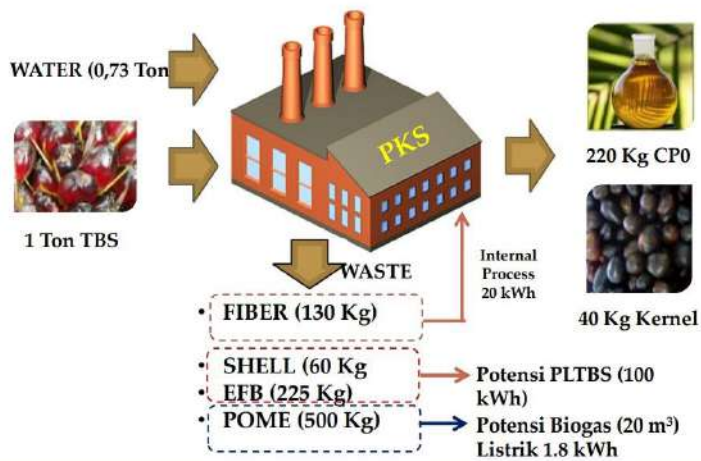 WATER (0,73 Ton
PKS
1 Ton TBS
220 Kg CP0
40 Kg Kernel
WASTE
Internal
Process
20 kWh
• FIBER (130 Kg)
• SHELL (60 Kg
• EFB (225 Kg)
• POME (500 Kg)
Potensi PLTBS (100
kWh)
Potensi Biogas (20 m³)
Listrik 1.8 kWh